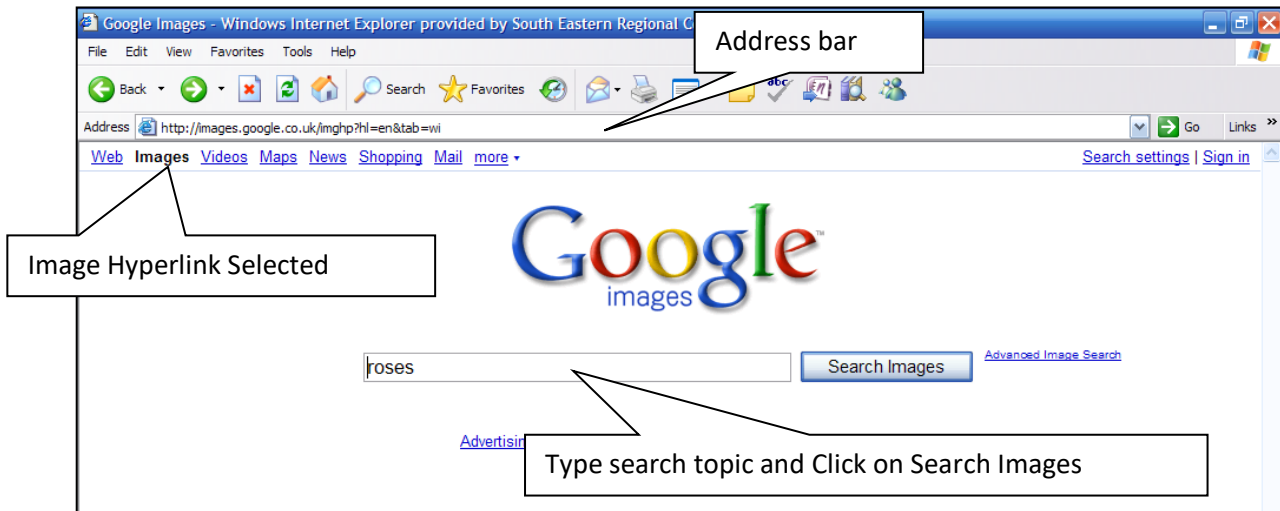 Google Images - Windows Internet Explorer provided by South Eastern Regional C
Address bar
File Edit View Favorites Tools Help
Back Search Favorites
abc
Address http://images.google.co.uk/imghp?hl=en&tab=wi Go Links »
Web Images Videos Maps News Shopping Mail more Search settings | Sign in
Image Hyperlink Selected
Google™
images
roses Search Images Advanced Image Search
Type search topic and Click on Search Images